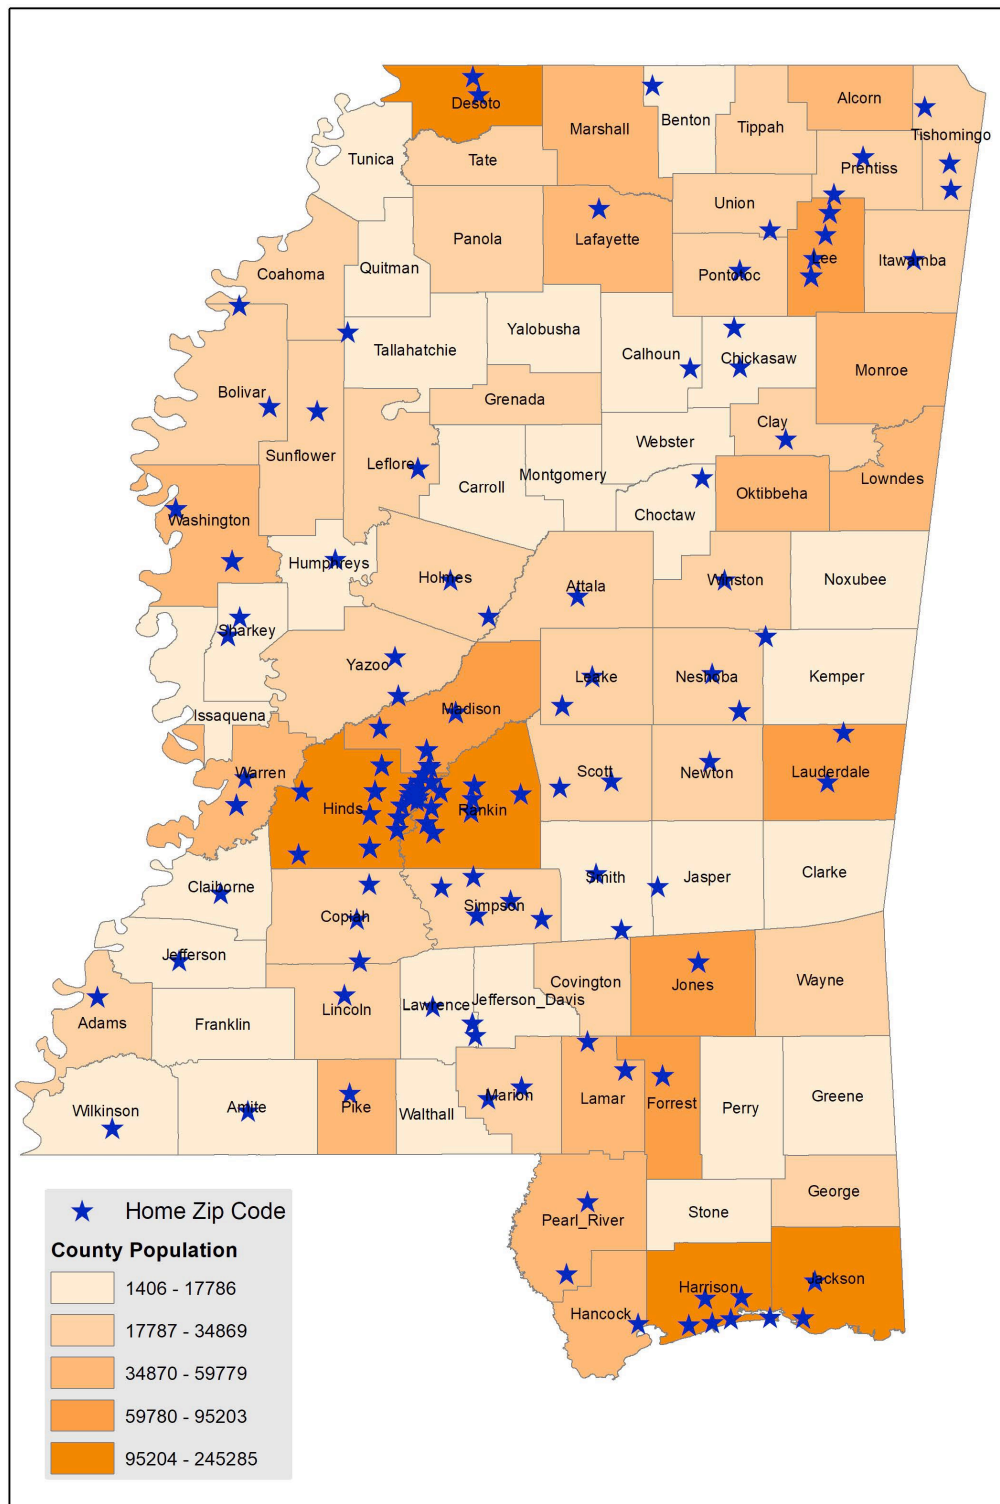 Desoto
Alcorn
Benton
Marshall
Tippah
Tishomingo
Tunica
Tate
Prentiss
Union
Panola
Lafayette
Lee
Itawamba
Quitman
Coahoma
Pontotoc
Yalobusha
Tallahatchie
Calhoun
Chickasaw
Monroe
Bolivar
Grenada
Clay
Webster
Sunflower
Leflore
Montgomery
Carroll
Lowndes
Oktibbeha
Choctaw
Washington
Humphreys
Holmes
Attala
Winston
Noxubee
Sharkey
Yazoo
Leake
Neshoba
Kemper
Madison
Issaquena
Warren
Scott
Newton
Lauderdale
Hinds
Rankin
Claiborne
Smith
Jasper
Clarke
Simpson
Copiah
Jefferson
Covington
Jones
Wayne
Lawrence
Jefferson_Davis
Lincoln
Adams
Franklin
Marion
Lamar
Forrest
Perry
Greene
Wilkinson
Amite
Pike
Walthall
George
Stone
Pearl_River
Harrison
Jackson
Hancock
Home Zip Code
County Population
1406 - 17786
17787 - 34869
34870 - 59779
59780 - 95203
95204 - 245285